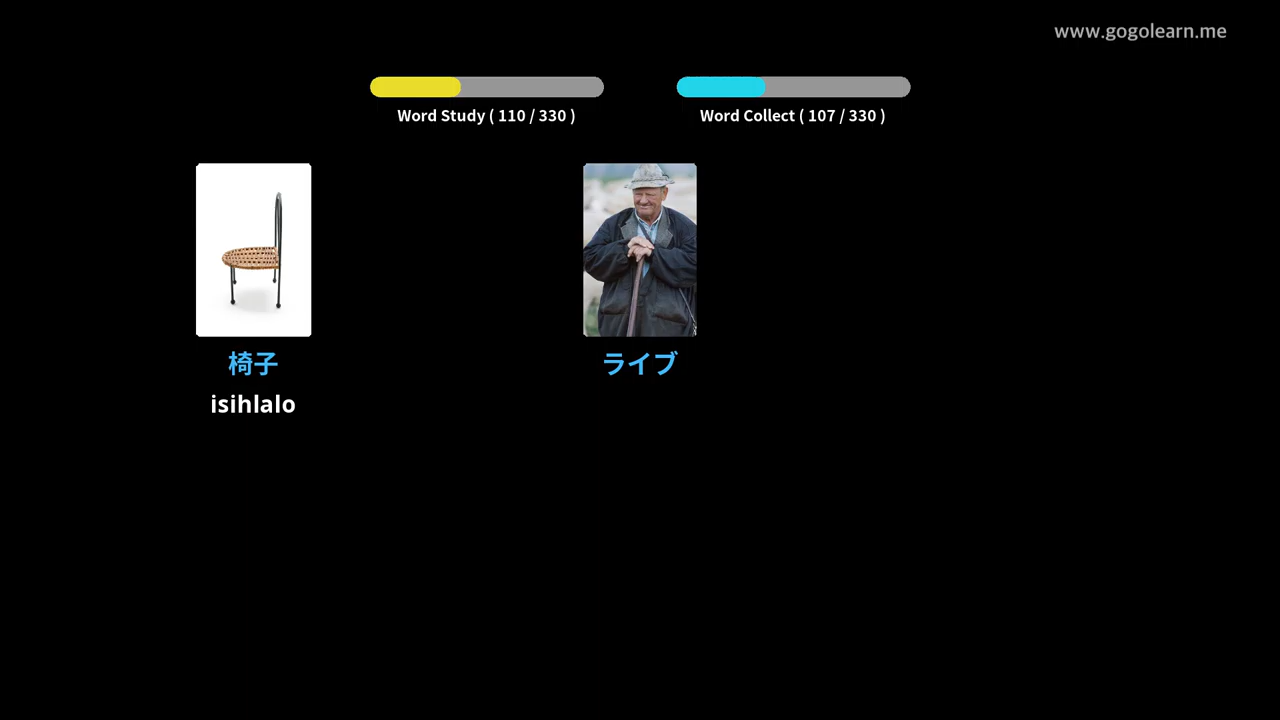 www.gogolearn.me
Word Study ( 110 / 330 )
Word Collect ( 107 / 330 )
椅子
ライブ
isihlalo